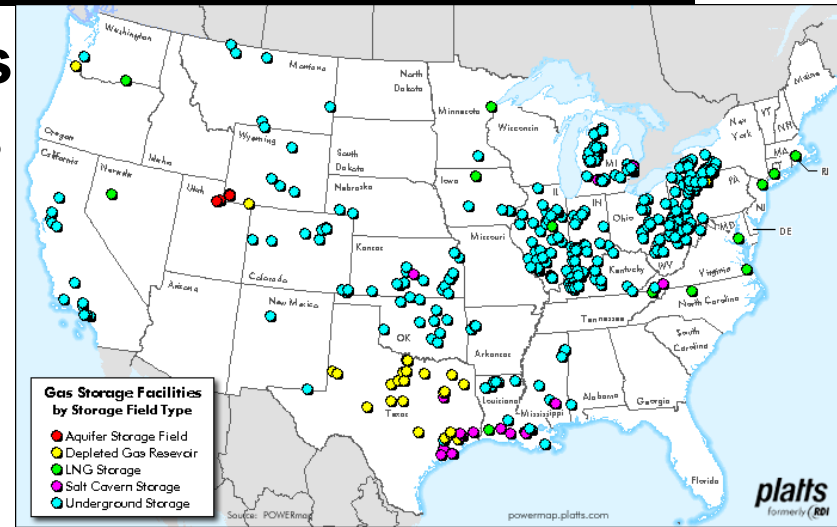 s
Washington
Montana
North
Dakota
Minnesota
Maine
Wisconsin
VT
New
York
NH
MI
MA
CT
RI
Oregon
Idaho
Wyoming
South
Dakota
California
Nevada
Utah
Nebraska
Iowa
IL
IN
Ohio
PA
NJ
MD
DE
Kansas
Missouri
WV
Kentucky
Virginia
Colorado
Arizona
New Mexico
Tennessee
North Carolina
OK
Arkansas
South
Carolina
Texas
Louisiana
Mississippi
Alabama
Georgia
Florida
Gas Storage Facilities
by Storage Field Type
Aquifer Storage Field
Depleted Gas Reservoir
LNG Storage
Salt Cavern Storage
Underground Storage
Source: POWERmap
powermap.platts.com
platts
formerly RDI